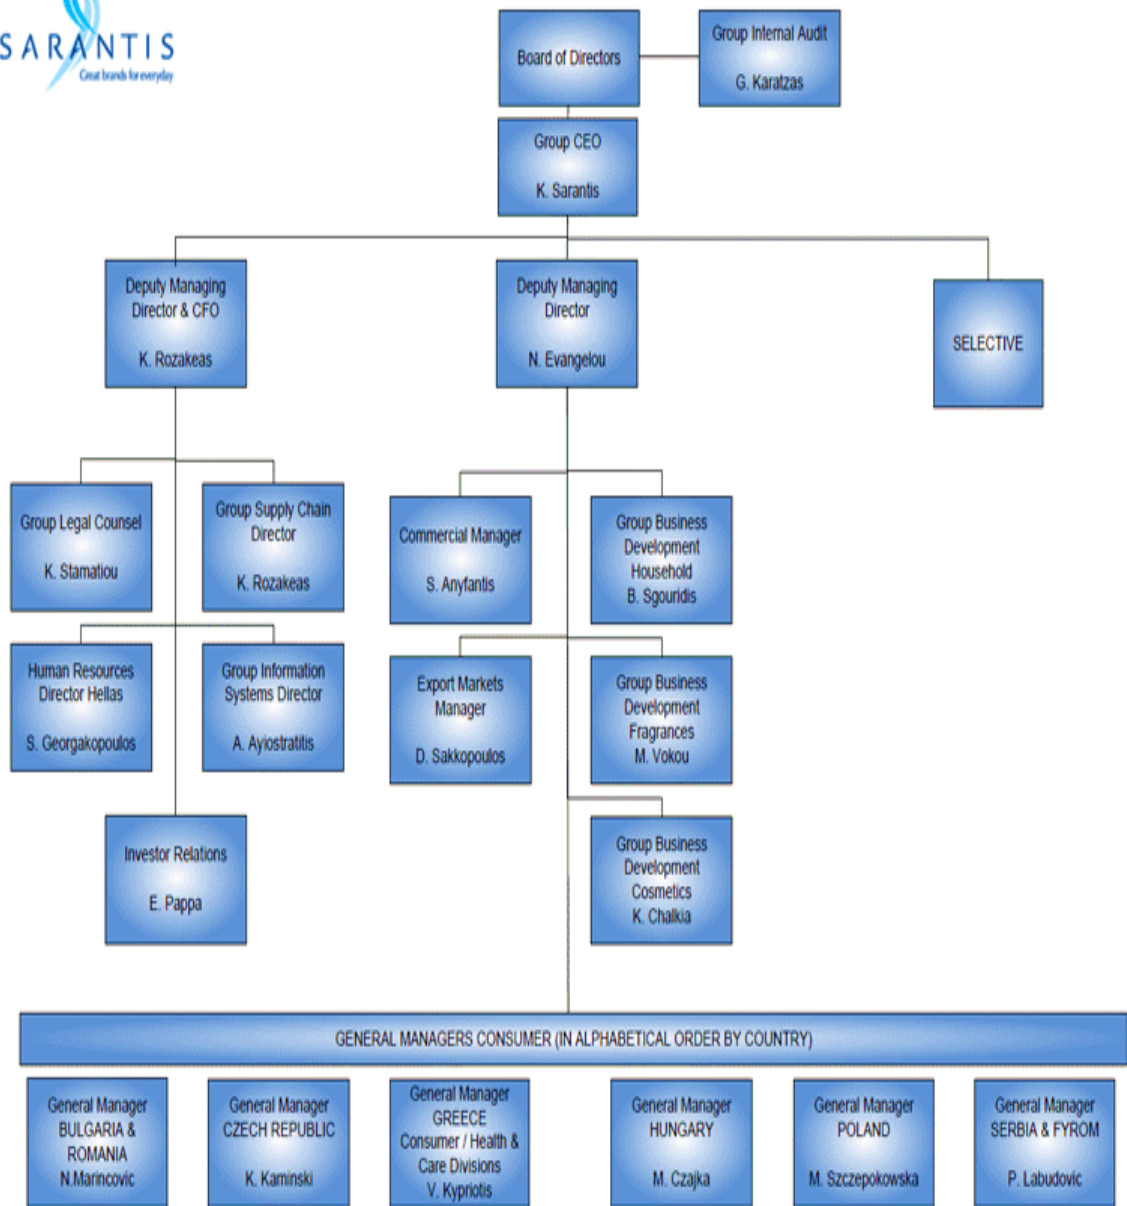 SARANTIS
Great brands for everyday
Board of Directors
Group Internal Audit
G. Karatzas
Group CEO
K. Sarantis
Deputy Managing
Director & CFO
K. Rozakeas
Deputy Managing
Director
N. Evangelou
SELECTIVE
Group Legal Counsel
K. Stamatiou
Group Supply Chain
Director
K. Rozakeas
Commercial Manager
S. Anyfantis
Group Business
Development
Household
B. Sgouridis
Human Resources
Director Hellas
S. Georgakopoulos
Group Information
Systems Director
A. Ayiostratitis
Export Markets
Manager
D. Sakkopoulos
Group Business
Development
Fragrances
M. Vokou
Investor Relations
E. Pappa
Group Business
Development
Cosmetics
K. Chalkia
GENERAL MANAGERS CONSUMER (IN ALPHABETICAL ORDER BY COUNTRY)
General Manager
BULGARIA &
ROMANIA
N.Marincovic
General Manager
CZECH REPUBLIC
K. Kaminski
General Manager
GREECE
Consumer / Health &
Care Divisions
V. Kypriotis
General Manager
HUNGARY
M. Czajka
General Manager
POLAND
M. Szczepokowska
General Manager
SERBIA & FYROM
P. Labudovic